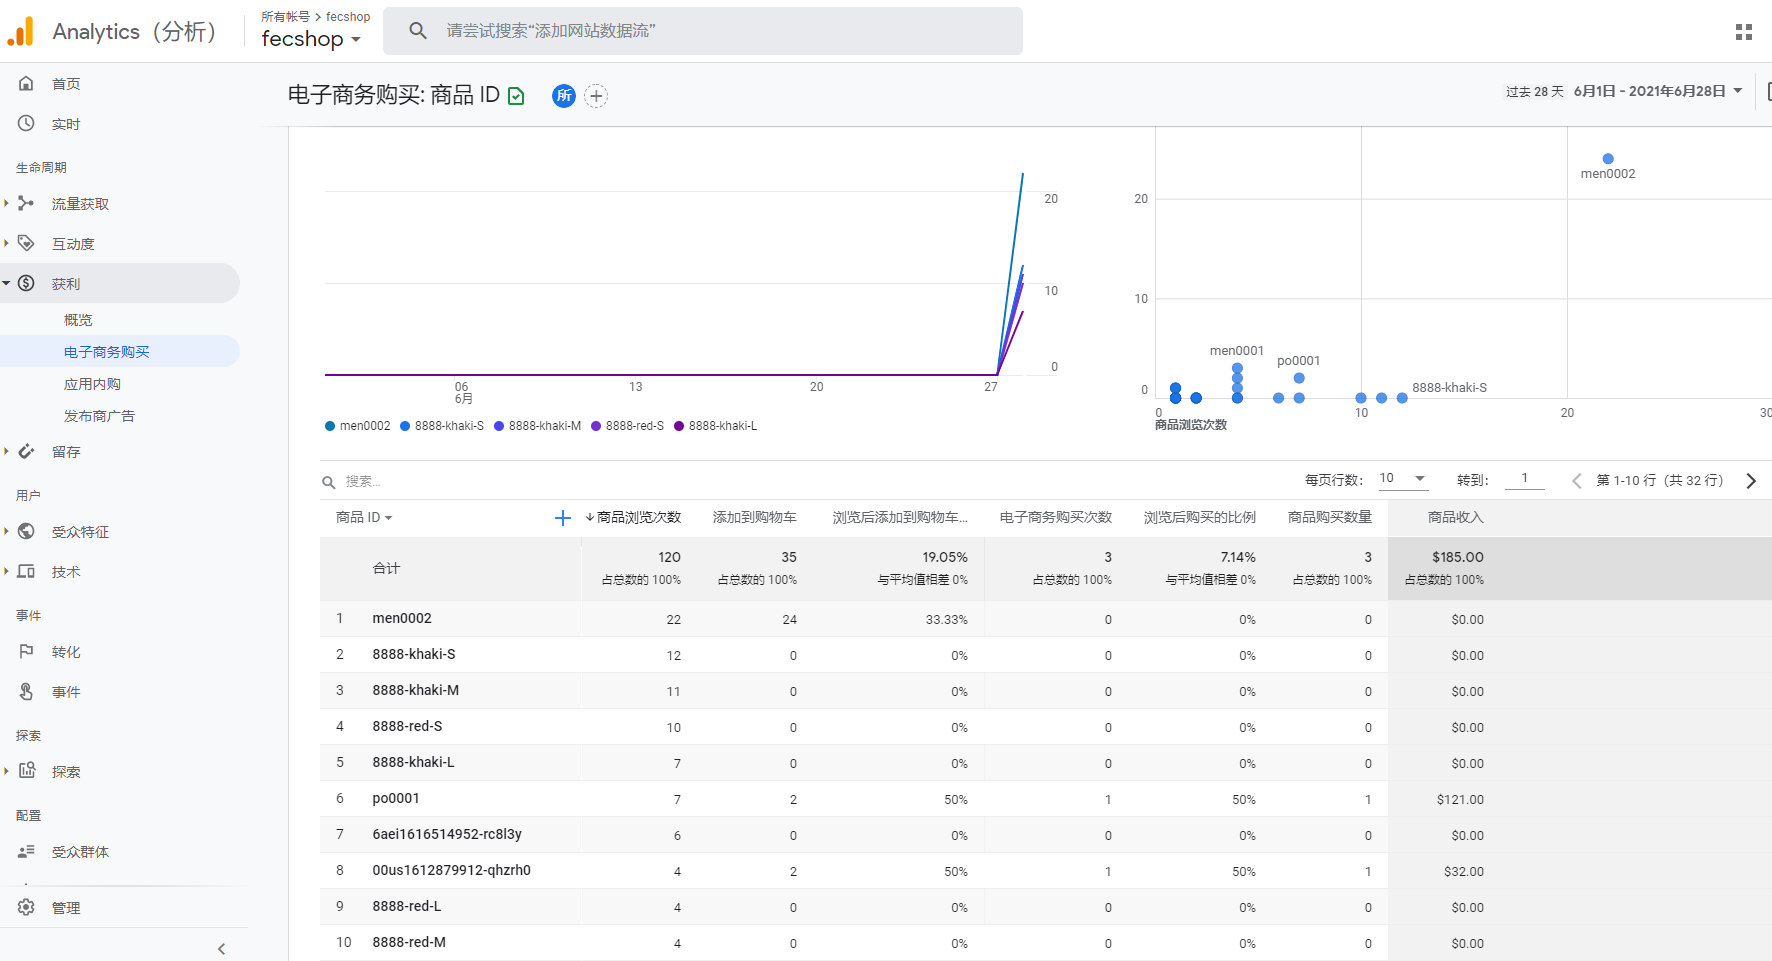 Analytics（分析）
所有帐号 > fecshop
fecshop
请尝试搜索“添加网站数据流”
首页
实时
生命周期
流量获取
互动度
获利
概览
电子商务购买
应用内购
发布商广告
留存
用户
受众特征
技术
事件
转化
事件
探索
探索
配置
受众群体
管理
电子商务购买: 商品 ID
所
过去 28 天 6月1日 - 2021年6月28日
20
10
0
06
6月
13
20
27
men0002 8888-khaki-S 8888-khaki-M 8888-red-S 8888-khaki-L
20
10
0
men0002
men0001
po0001
8888-khaki-S
0
10
20
30
商品浏览次数
搜索...
每页行数： 10 转到： 1 第 1-10 行（共 32 行）
商品 ID 商品浏览次数 添加到购物车 浏览后添加到购物车... 电子商务购买次数 浏览后购买的比例 商品购买数量 商品收入
合计 120 35 19.05% 3 7.14% 3 $185.00
占总数的 100% 占总数的 100% 与平均值相差 0% 占总数的 100% 与平均值相差 0% 占总数的 100% 占总数的 100%
1 men0002 22 24 33.33% 0 0% 0 $0.00
2 8888-khaki-S 12 0 0% 0 0% 0 $0.00
3 8888-khaki-M 11 0 0% 0 0% 0 $0.00
4 8888-red-S 10 0 0% 0 0% 0 $0.00
5 8888-khaki-L 7 0 0% 0 0% 0 $0.00
6 po0001 7 2 50% 1 50% 1 $121.00
7 6aei1616514952-rc8l3y 6 0 0% 0 0% 0 $0.00
8 00us1612879912-qhzrh0 4 2 50% 1 50% 1 $32.00
9 8888-red-L 4 0 0% 0 0% 0 $0.00
10 8888-red-M 4 0 0% 0 0% 0 $0.00